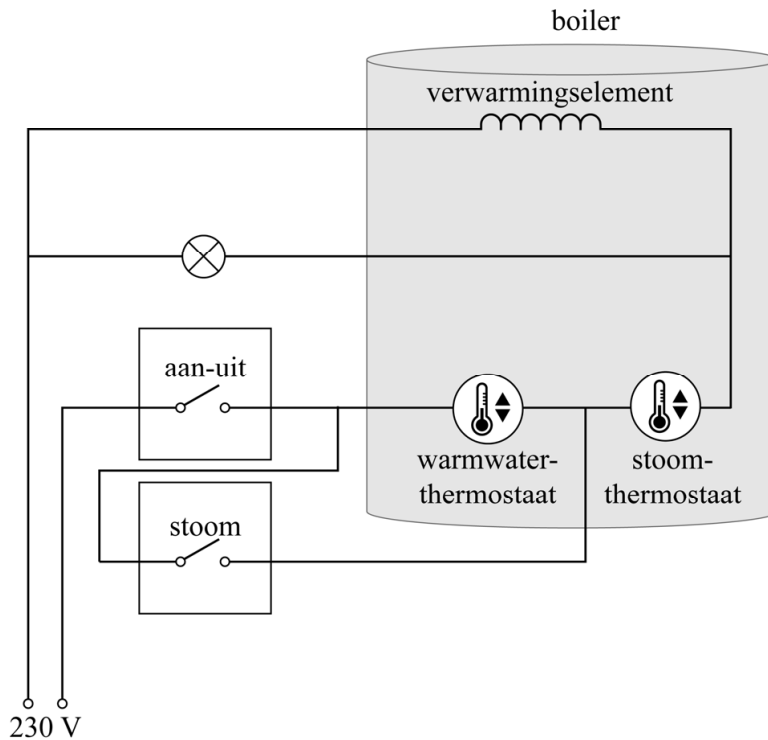 boiler
verwarmingselement
aan-uit
warmwater-
thermostaat
stoom-
thermostaat
stoom
230 V